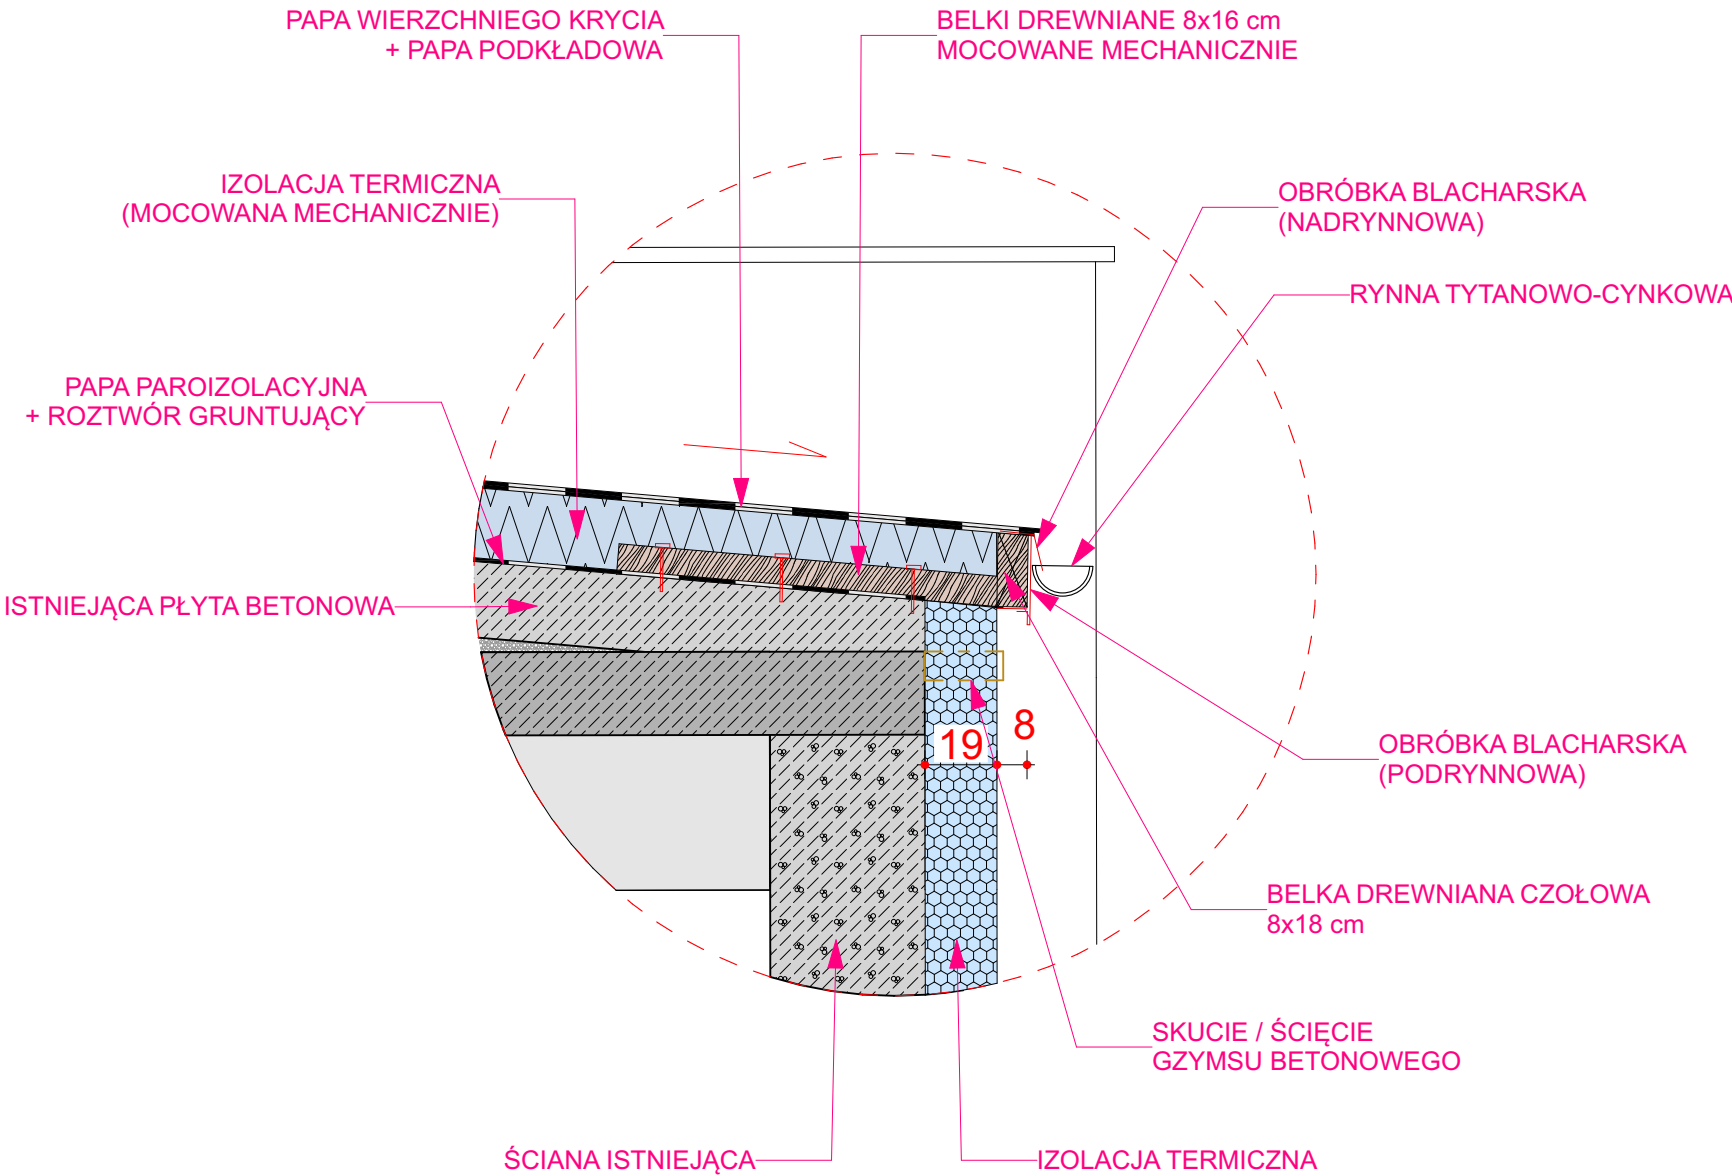 PAPA WIERZCHNIEGO KRYCIA
+ PAPA PODKŁADOWA
BELKI DREWNIANE 8x16 cm
MOCOWANE MECHANICZNIE
IZOLACJA TERMICZNA
(MOCOWANA MECHANICZNIE)
OBRÓBKA BLACHARSKA
(NADRYNNOWA)
RYNNA TYTANOWO-CYNKOWA
PAPA PAROIZOLACYJNA
+ ROZTWÓR GRUNTUJĄCY
ISTNIEJĄCA PŁYTA BETONOWA
19
8
OBRÓBKA BLACHARSKA
(PODRYNNOWA)
BELKA DREWNIANA CZOŁOWA
8x18 cm
SKUCIE / ŚCIĘCIE
GZYMSU BETONOWEGO
ŚCIANA ISTNIEJĄCA
IZOLACJA TERMICZNA